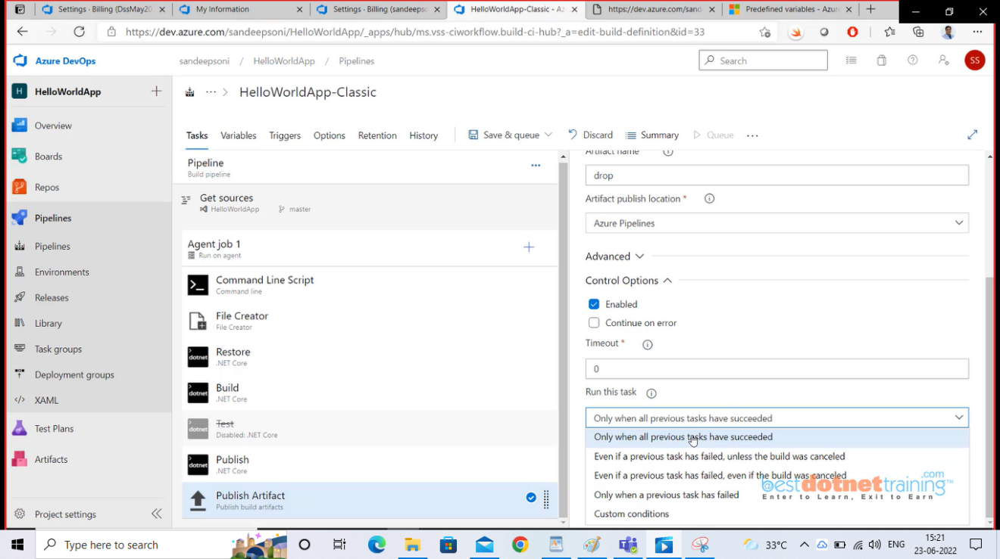 Settings - Billing (DssMay20
My Information
Settings - Billing (sandeepso
HelloWorldApp-Classic - Az
https://dev.azure.com/sand
Predefined variables - Azure
https://dev.azure.com/sandeepsoni/HelloWorldApp/_apps/hub/ms.vss-ciworkflow.build-ci-hub?_a=edit-build-definition&id=33
Azure DevOps
sandeepsoni / HelloWorldApp / Pipelines
Search
SS
H HelloWorldApp
HelloWorldApp-Classic
Overview
Boards
Repos
Pipelines
Pipelines
Environments
Releases
Library
Task groups
Deployment groups
XAML
Test Plans
Artifacts
Project settings
Tasks Variables Triggers Options Retention History Save & queue Discard Summary Queue
Pipeline
Build pipeline
Get sources
HelloWorldApp master
Agent job 1
Run on agent
Command Line Script
Command line
File Creator
File Creator
Restore
dotnet .NET Core
Build
dotnet .NET Core
Test
dotnet Disabled: .NET Core
Publish
dotnet .NET Core
Publish Artifact
Publish build artifacts
Artifact name
drop
Artifact publish location *
Azure Pipelines
Advanced
Control Options
Enabled
Continue on error
Timeout *
0
Run this task
Only when all previous tasks have succeeded
Only when all previous tasks have succeeded
Even if a previous task has failed, unless the build was canceled
Even if a previous task has failed, even if the build was canceled
Only when a previous task has failed
Custom conditions
@bestdotnettraining.com™
Enter to Learn, Exit to Earn
Type here to search
33°C
ENG
15:21
23-06-2022